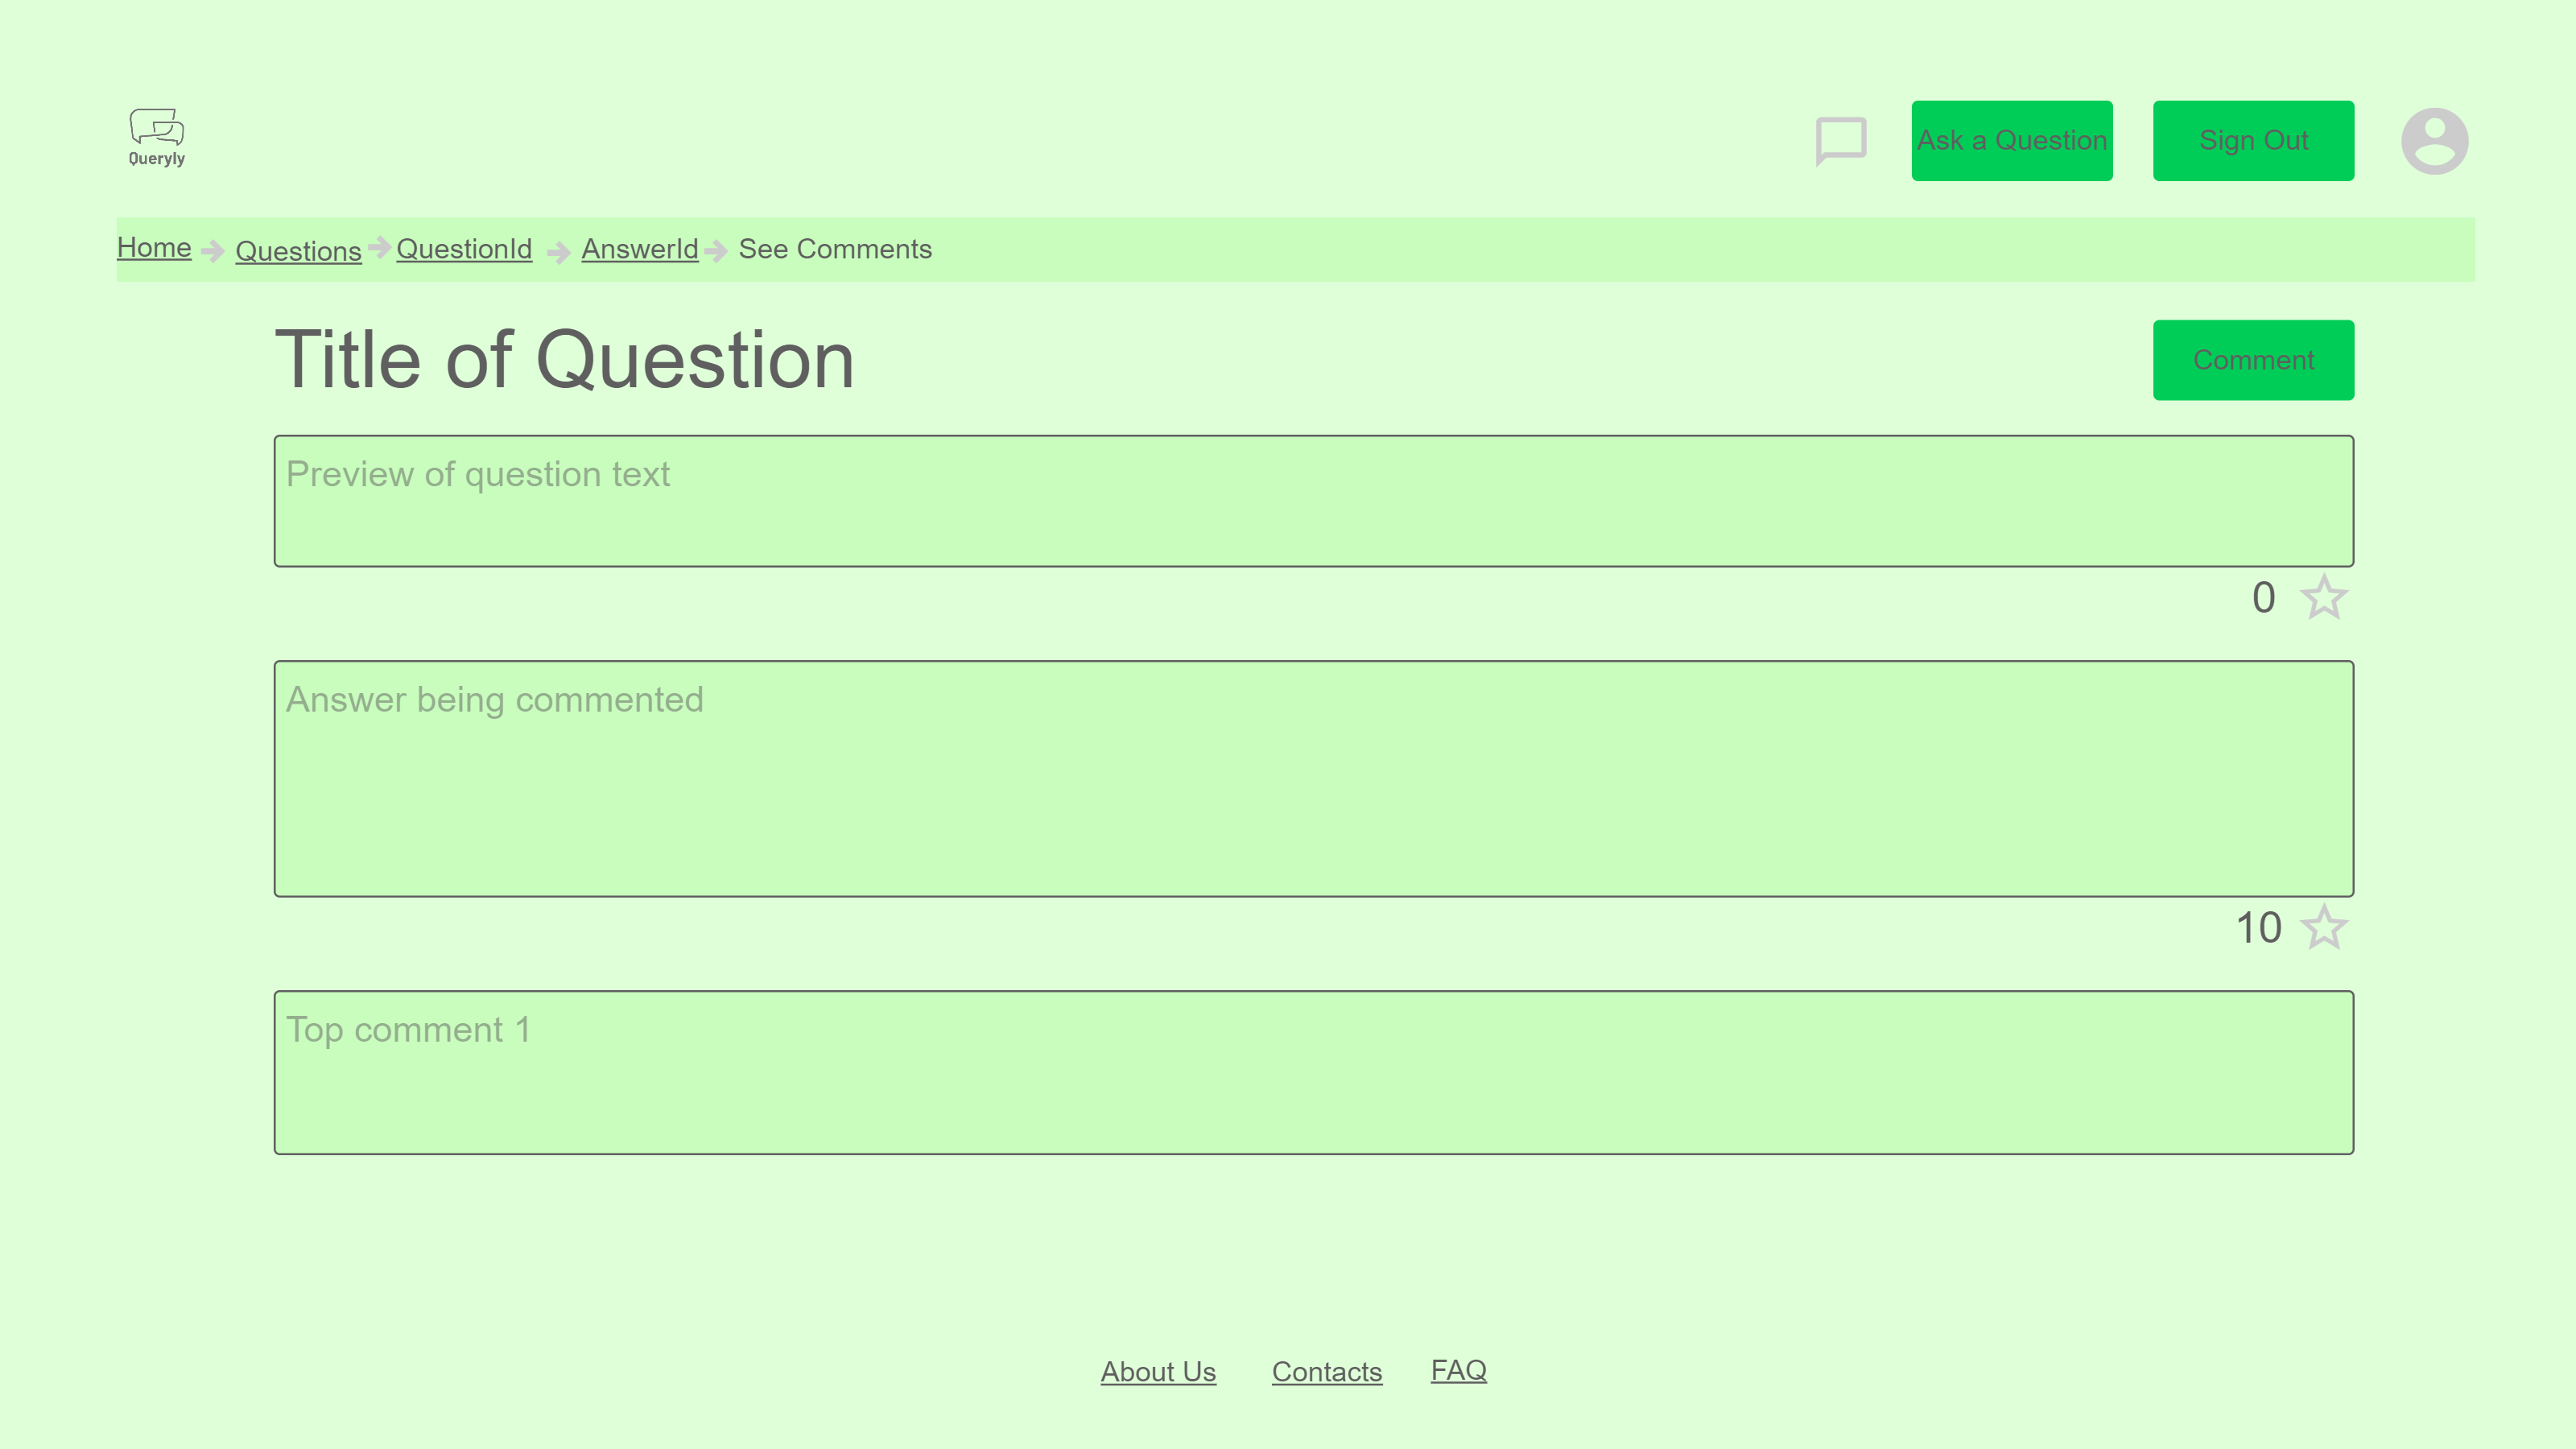 Queryly
Ask a Question
Sign Out
Home Questions QuestionId AnswerId See Comments
Title of Question
Comment
Preview of question text
0
Answer being commented
10
Top comment 1
About Us Contacts FAQ